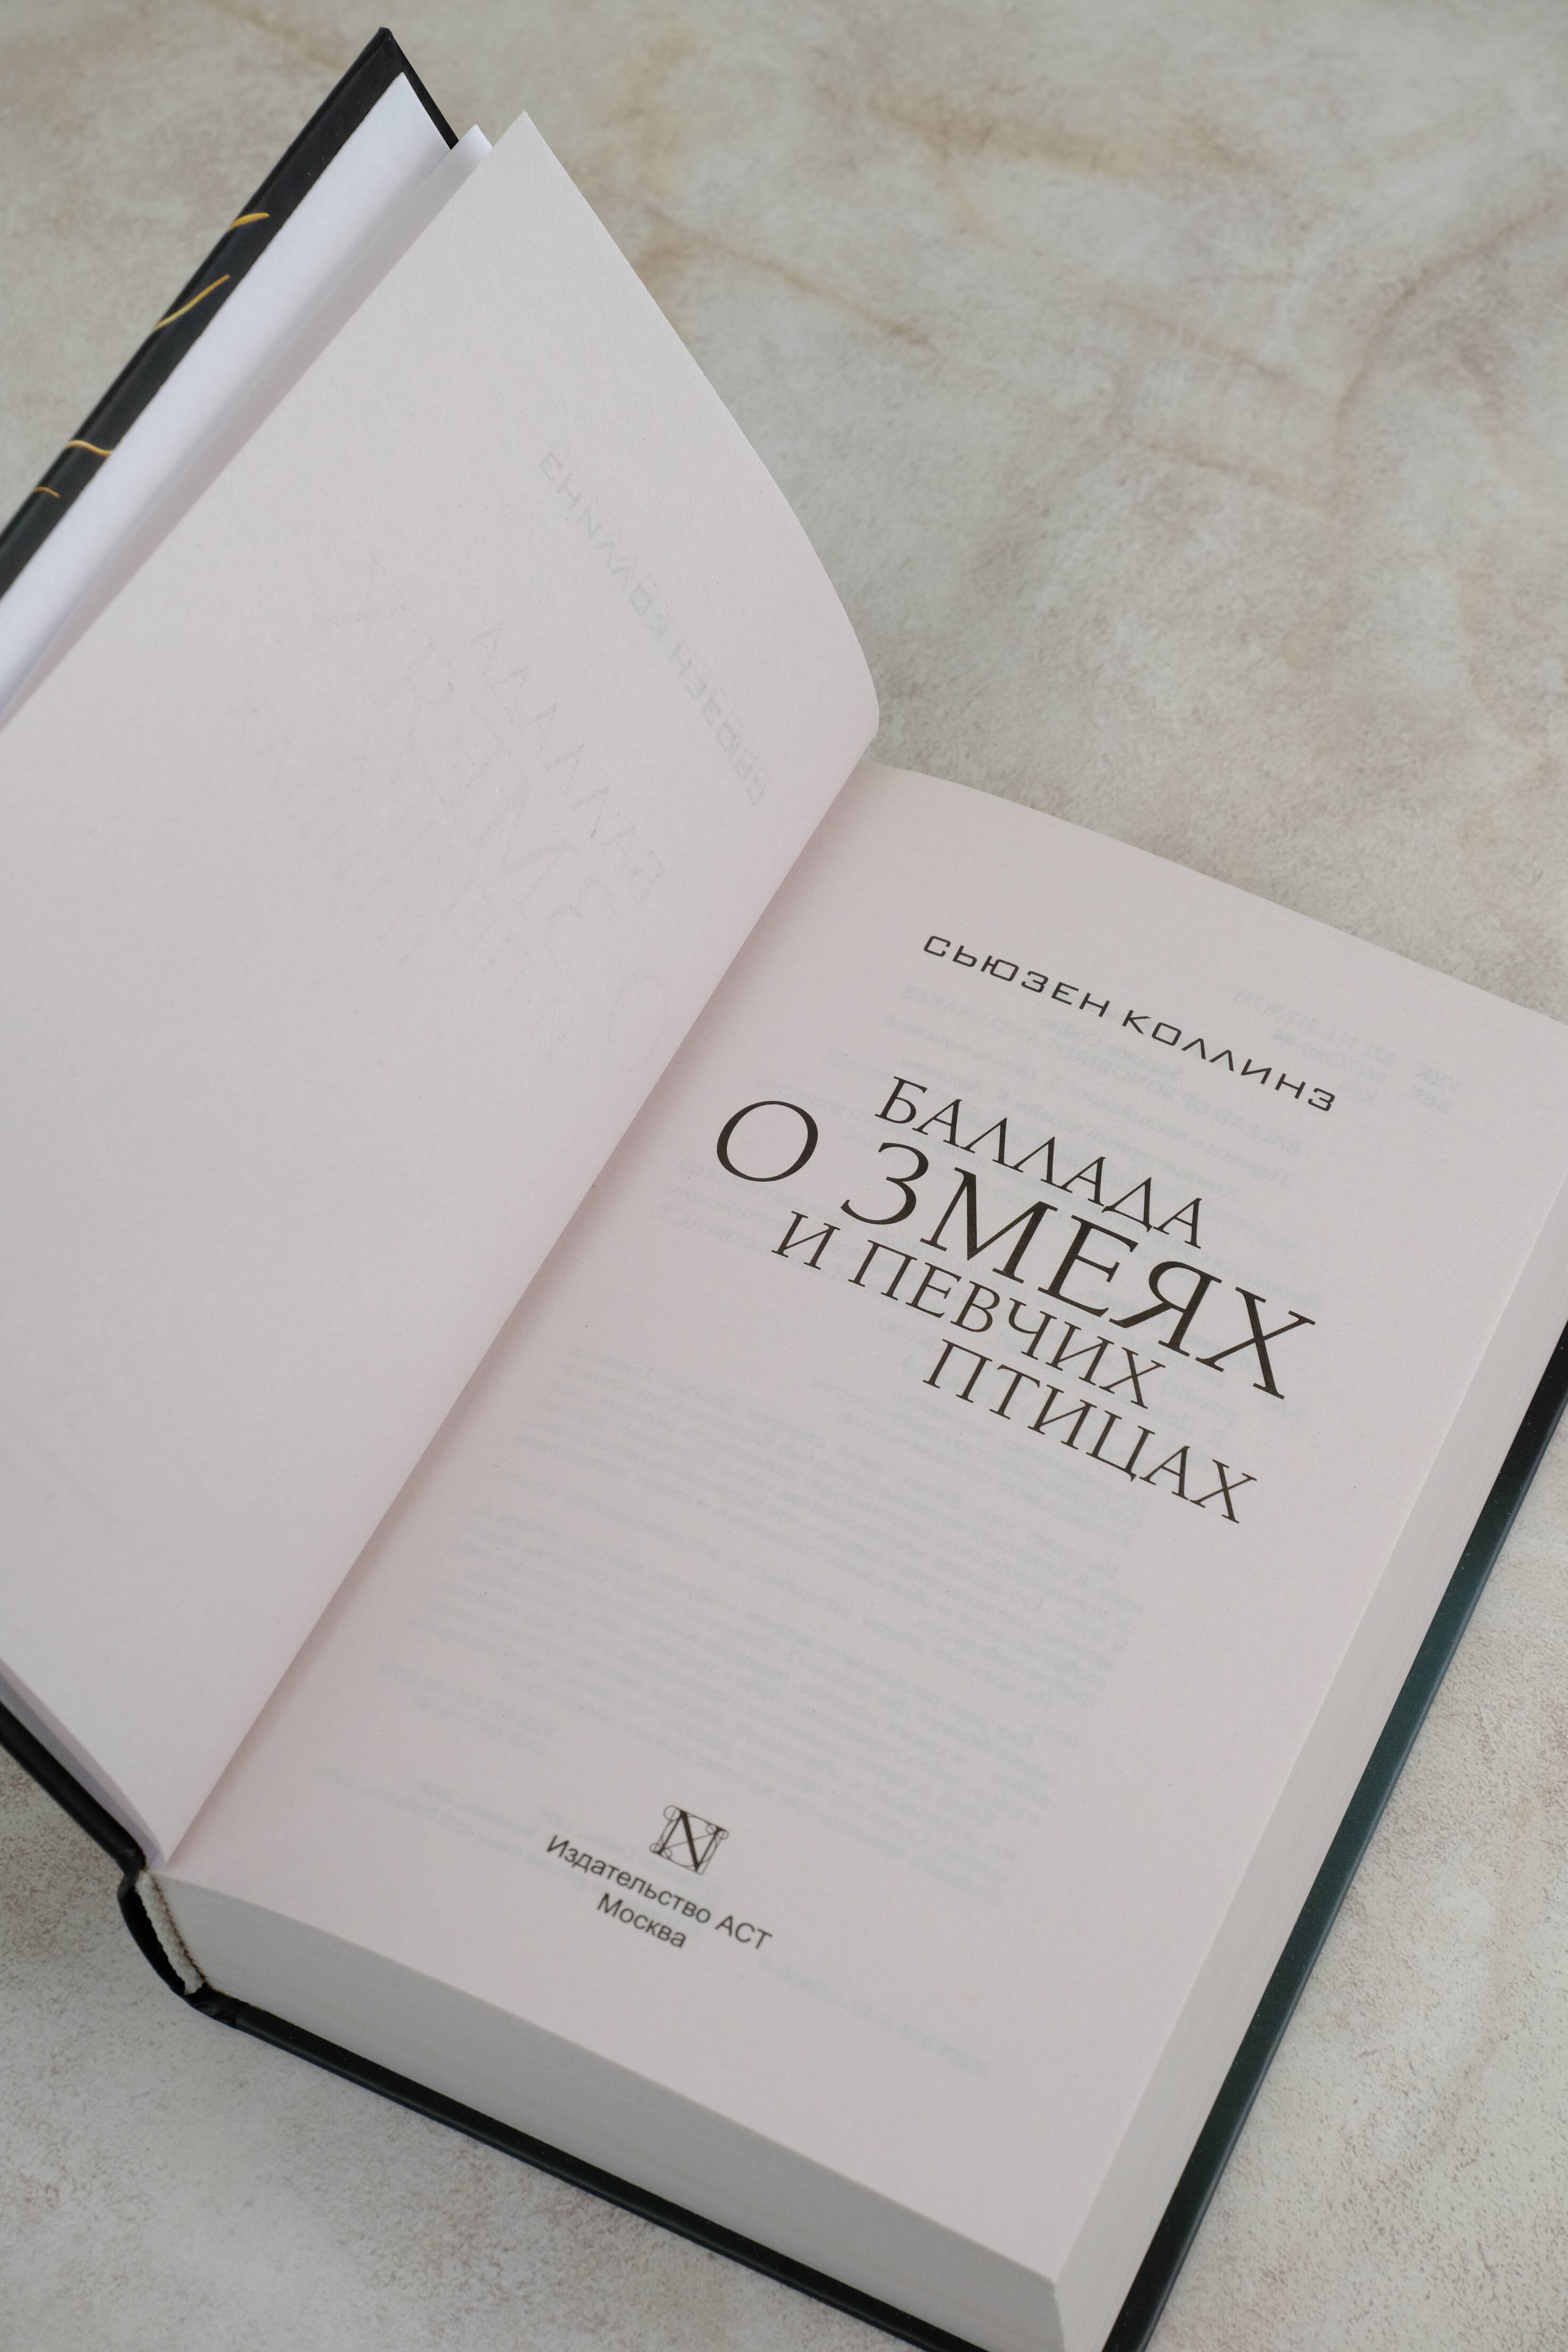 СЬЮЗЕН КОЛЛИНЗ
БАЛЛАДА
О ЗМЕЯХ
И ПЕВЧИХ
ПТИЦАХ
N
Издательство АСТ
Москва